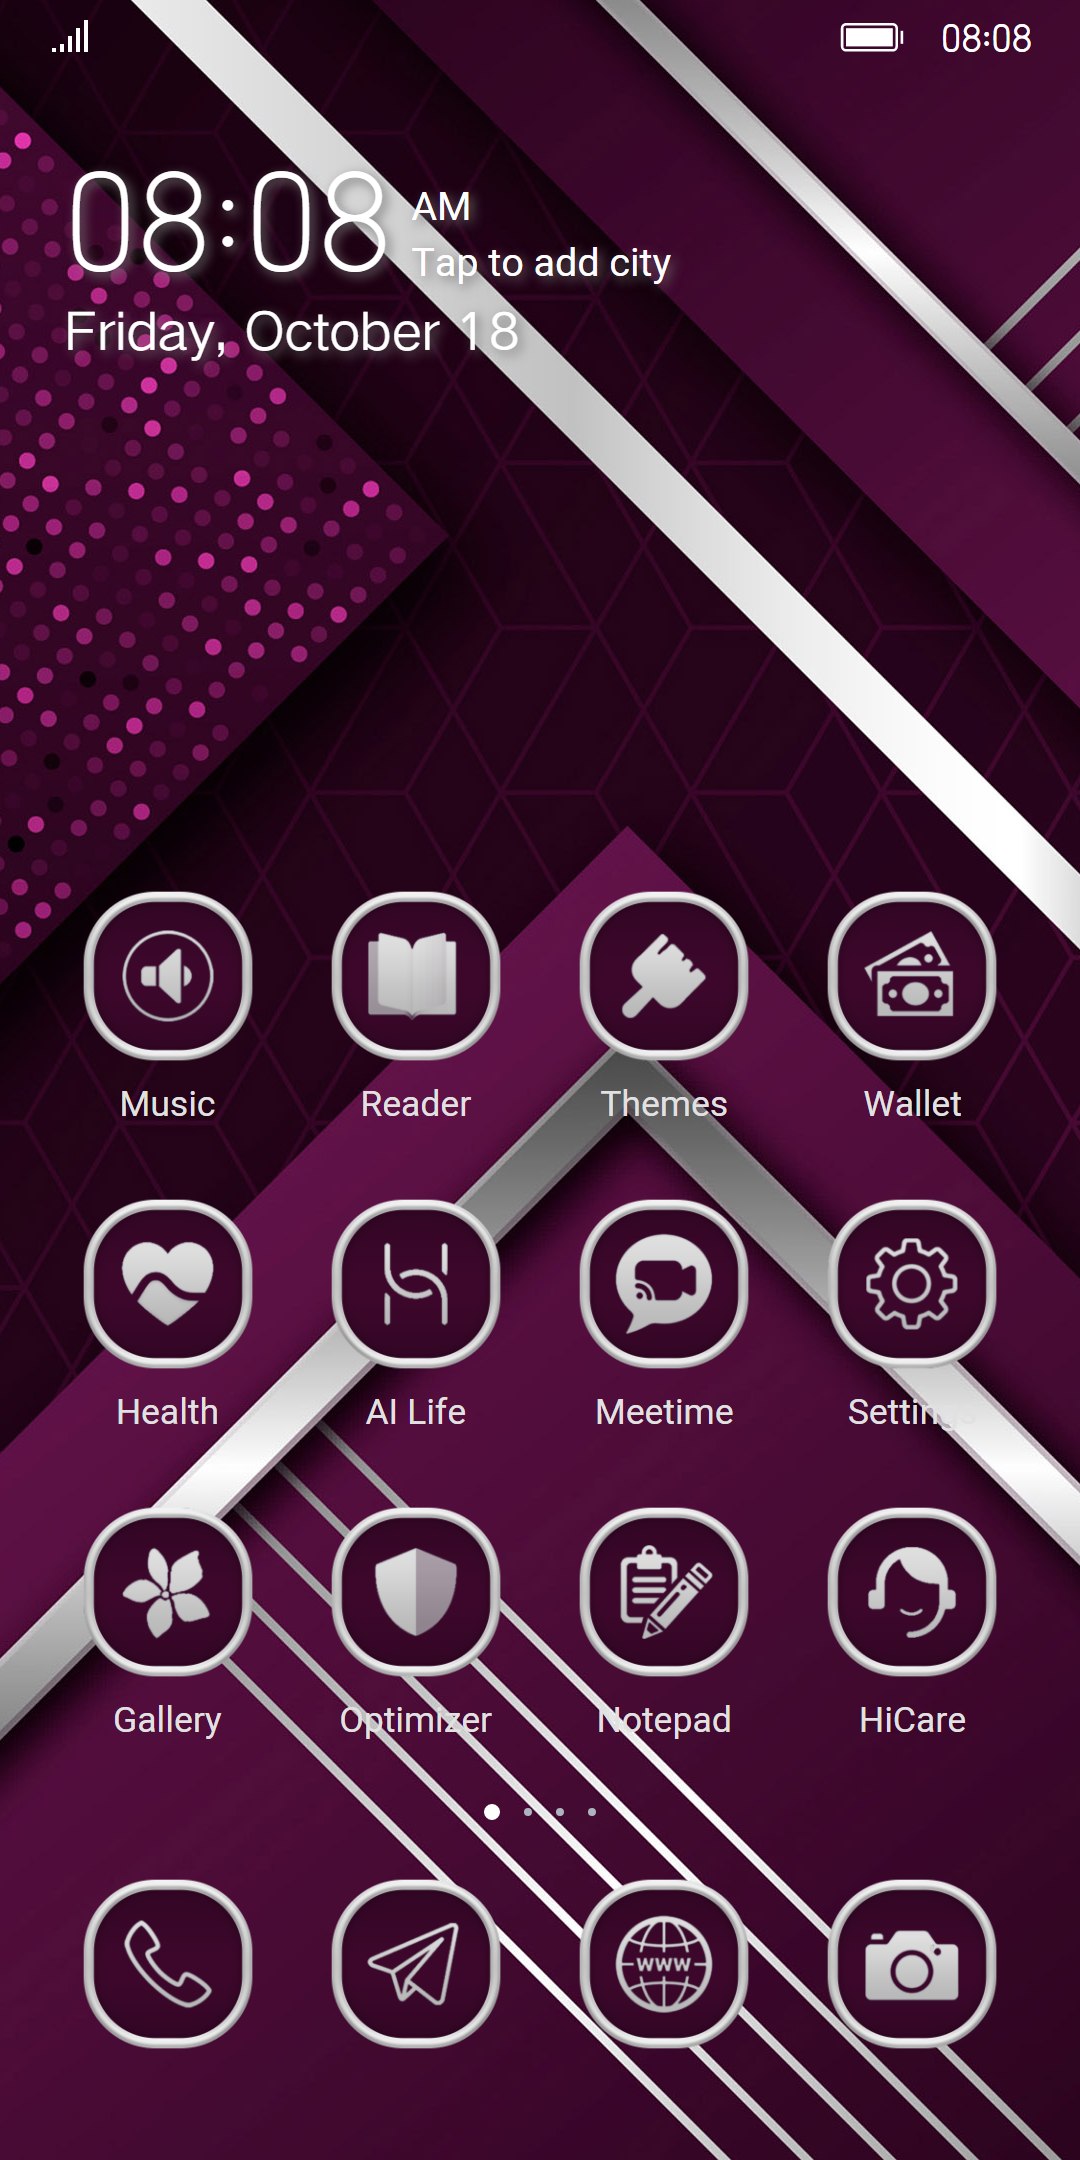 08:08
08:08 AM
Tap to add city
Friday, October 18
Music Reader Themes Wallet
Health AI Life Meetime Settings
Gallery Optimizer Notepad HiCare
WWW